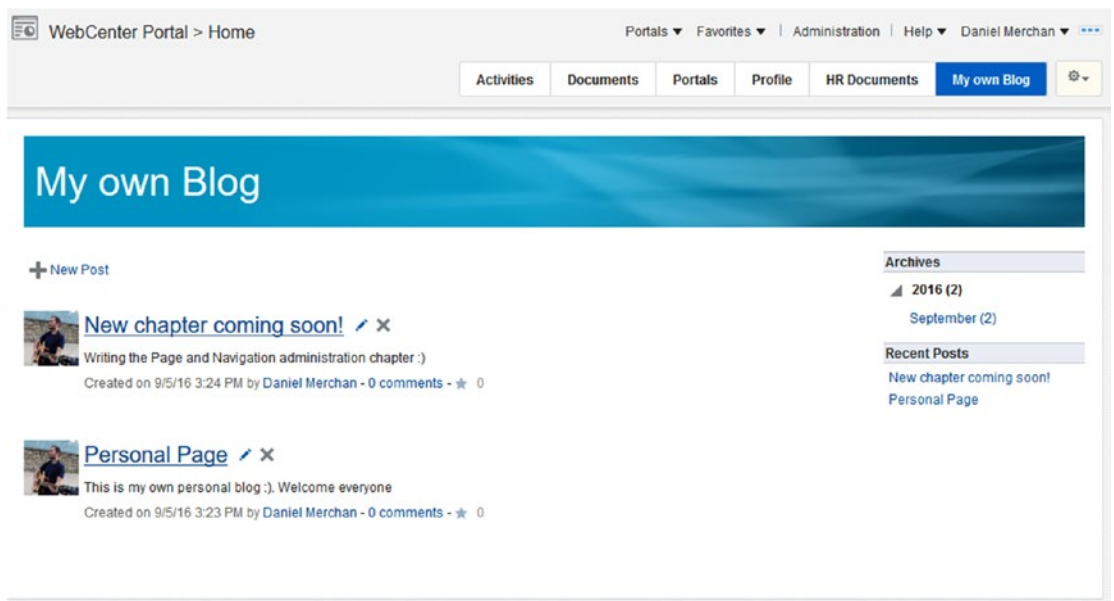 WebCenter Portal > Home
Portals ▼ Favorites ▼ | Administration | Help ▼ Daniel Merchan ▼
Activities Documents Portals Profile HR Documents My own Blog
My own Blog
New Post
New chapter coming soon!
Writing the Page and Navigation administration chapter :)
Created on 9/5/16 3:24 PM by Daniel Merchan - 0 comments - ★ 0
Personal Page
This is my own personal blog :). Welcome everyone
Created on 9/5/16 3:23 PM by Daniel Merchan - 0 comments - ★ 0
Archives
2016 (2)
September (2)
Recent Posts
New chapter coming soon!
Personal Page